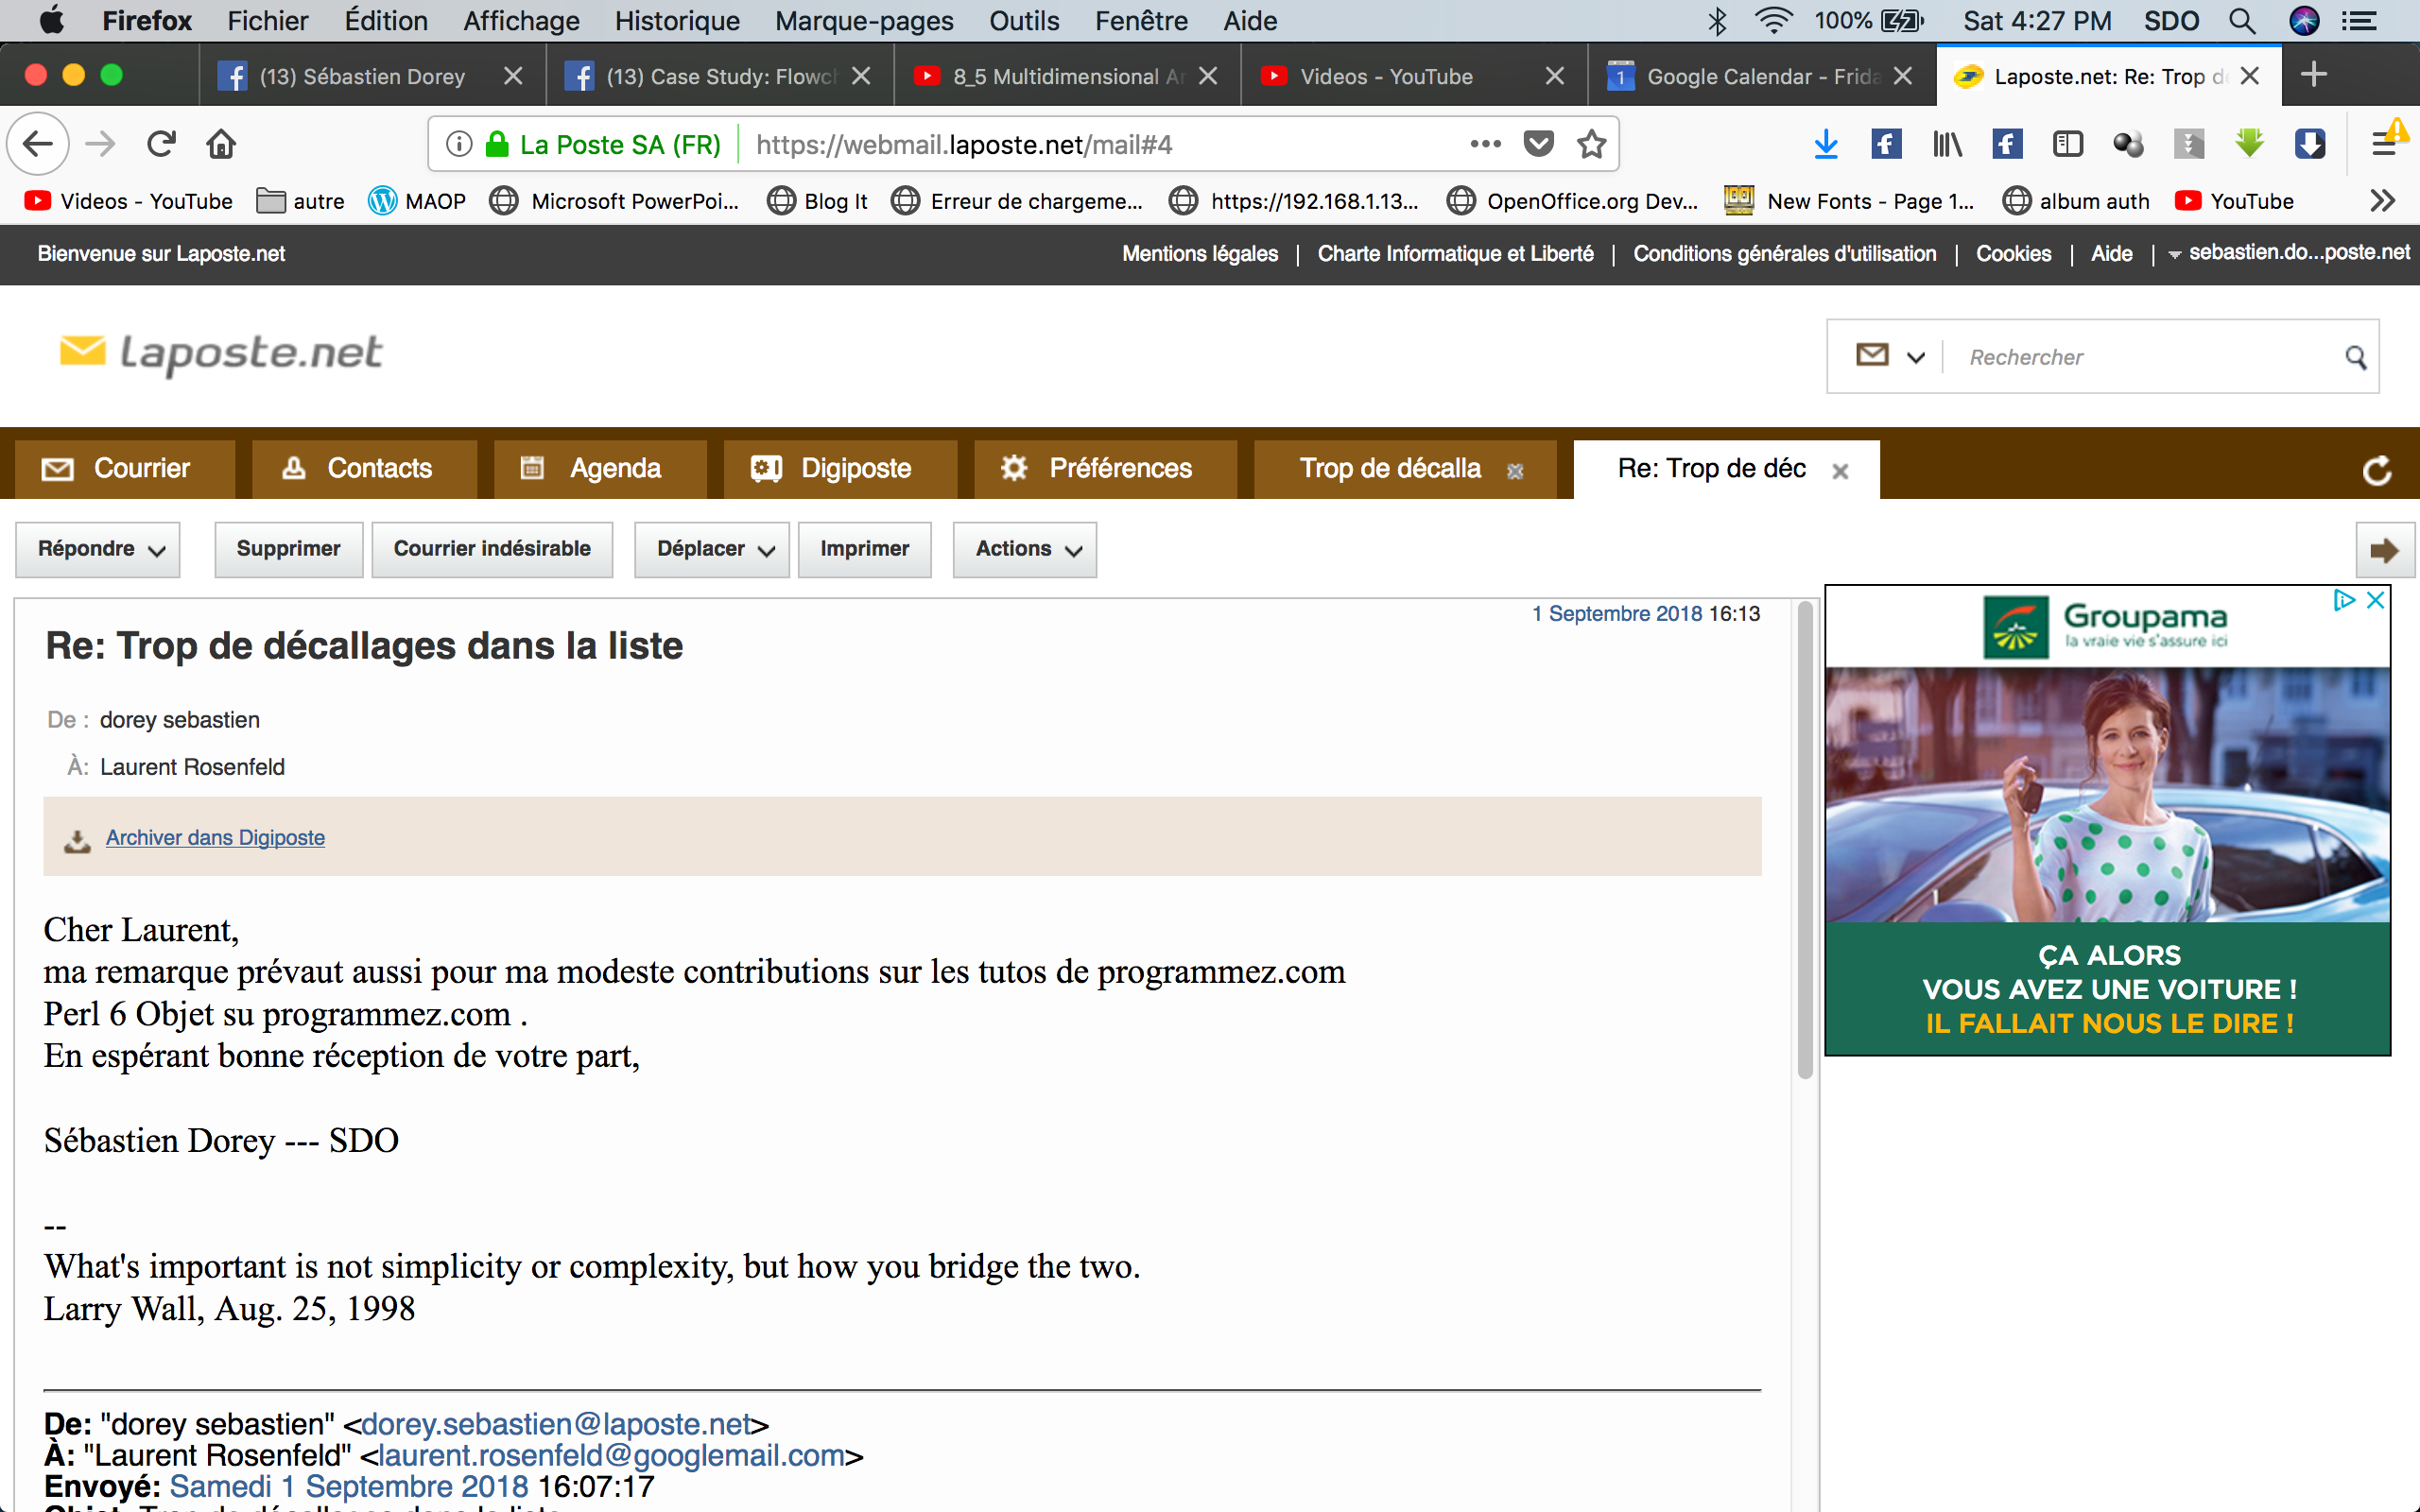 Firefox Fichier Édition Affichage Historique Marque-pages Outils Fenêtre Aide 100% Sat 4:27 PM SDO
(13) Sébastien Dorey (13) Case Study: Flowch 8_5 Multidimensional Ar Videos - YouTube Google Calendar - Frida Laposte.net: Re: Trop d
La Poste SA (FR) https://webmail.laposte.net/mail#4
Videos - YouTube autre MAOP Microsoft PowerPoi... Blog It Erreur de chargeme... https://192.168.1.13... OpenOffice.org Dev... New Fonts - Page 1... album auth YouTube
Bienvenue sur Laposte.net Mentions légales | Charte Informatique et Liberté | Conditions générales d'utilisation | Cookies | Aide | sebastien.do...poste.net
Laposte.net Rechercher
Courrier Contacts Agenda Digiposte Préférences Trop de décalla Re: Trop de déc
Répondre Supprimer Courrier indésirable Déplacer Imprimer Actions
1 Septembre 2018 16:13
Re: Trop de décallages dans la liste
De : dorey sebastien
À: Laurent Rosenfeld
Archiver dans Digiposte
Cher Laurent,
ma remarque prévaut aussi pour ma modeste contributions sur les tutos de programmez.com
Perl 6 Objet su programmez.com .
En espérant bonne réception de votre part,
Sébastien Dorey --- SDO
--
What's important is not simplicity or complexity, but how you bridge the two.
Larry Wall, Aug. 25, 1998
De: "dorey sebastien" <dorey.sebastien@laposte.net>
À: "Laurent Rosenfeld" <laurent.rosenfeld@googlemail.com>
Envoyé: Samedi 1 Septembre 2018 16:07:17
Groupama
la vraie vie s'assure ici
ÇA ALORS
VOUS AVEZ UNE VOITURE !
IL FALLAIT NOUS LE DIRE !